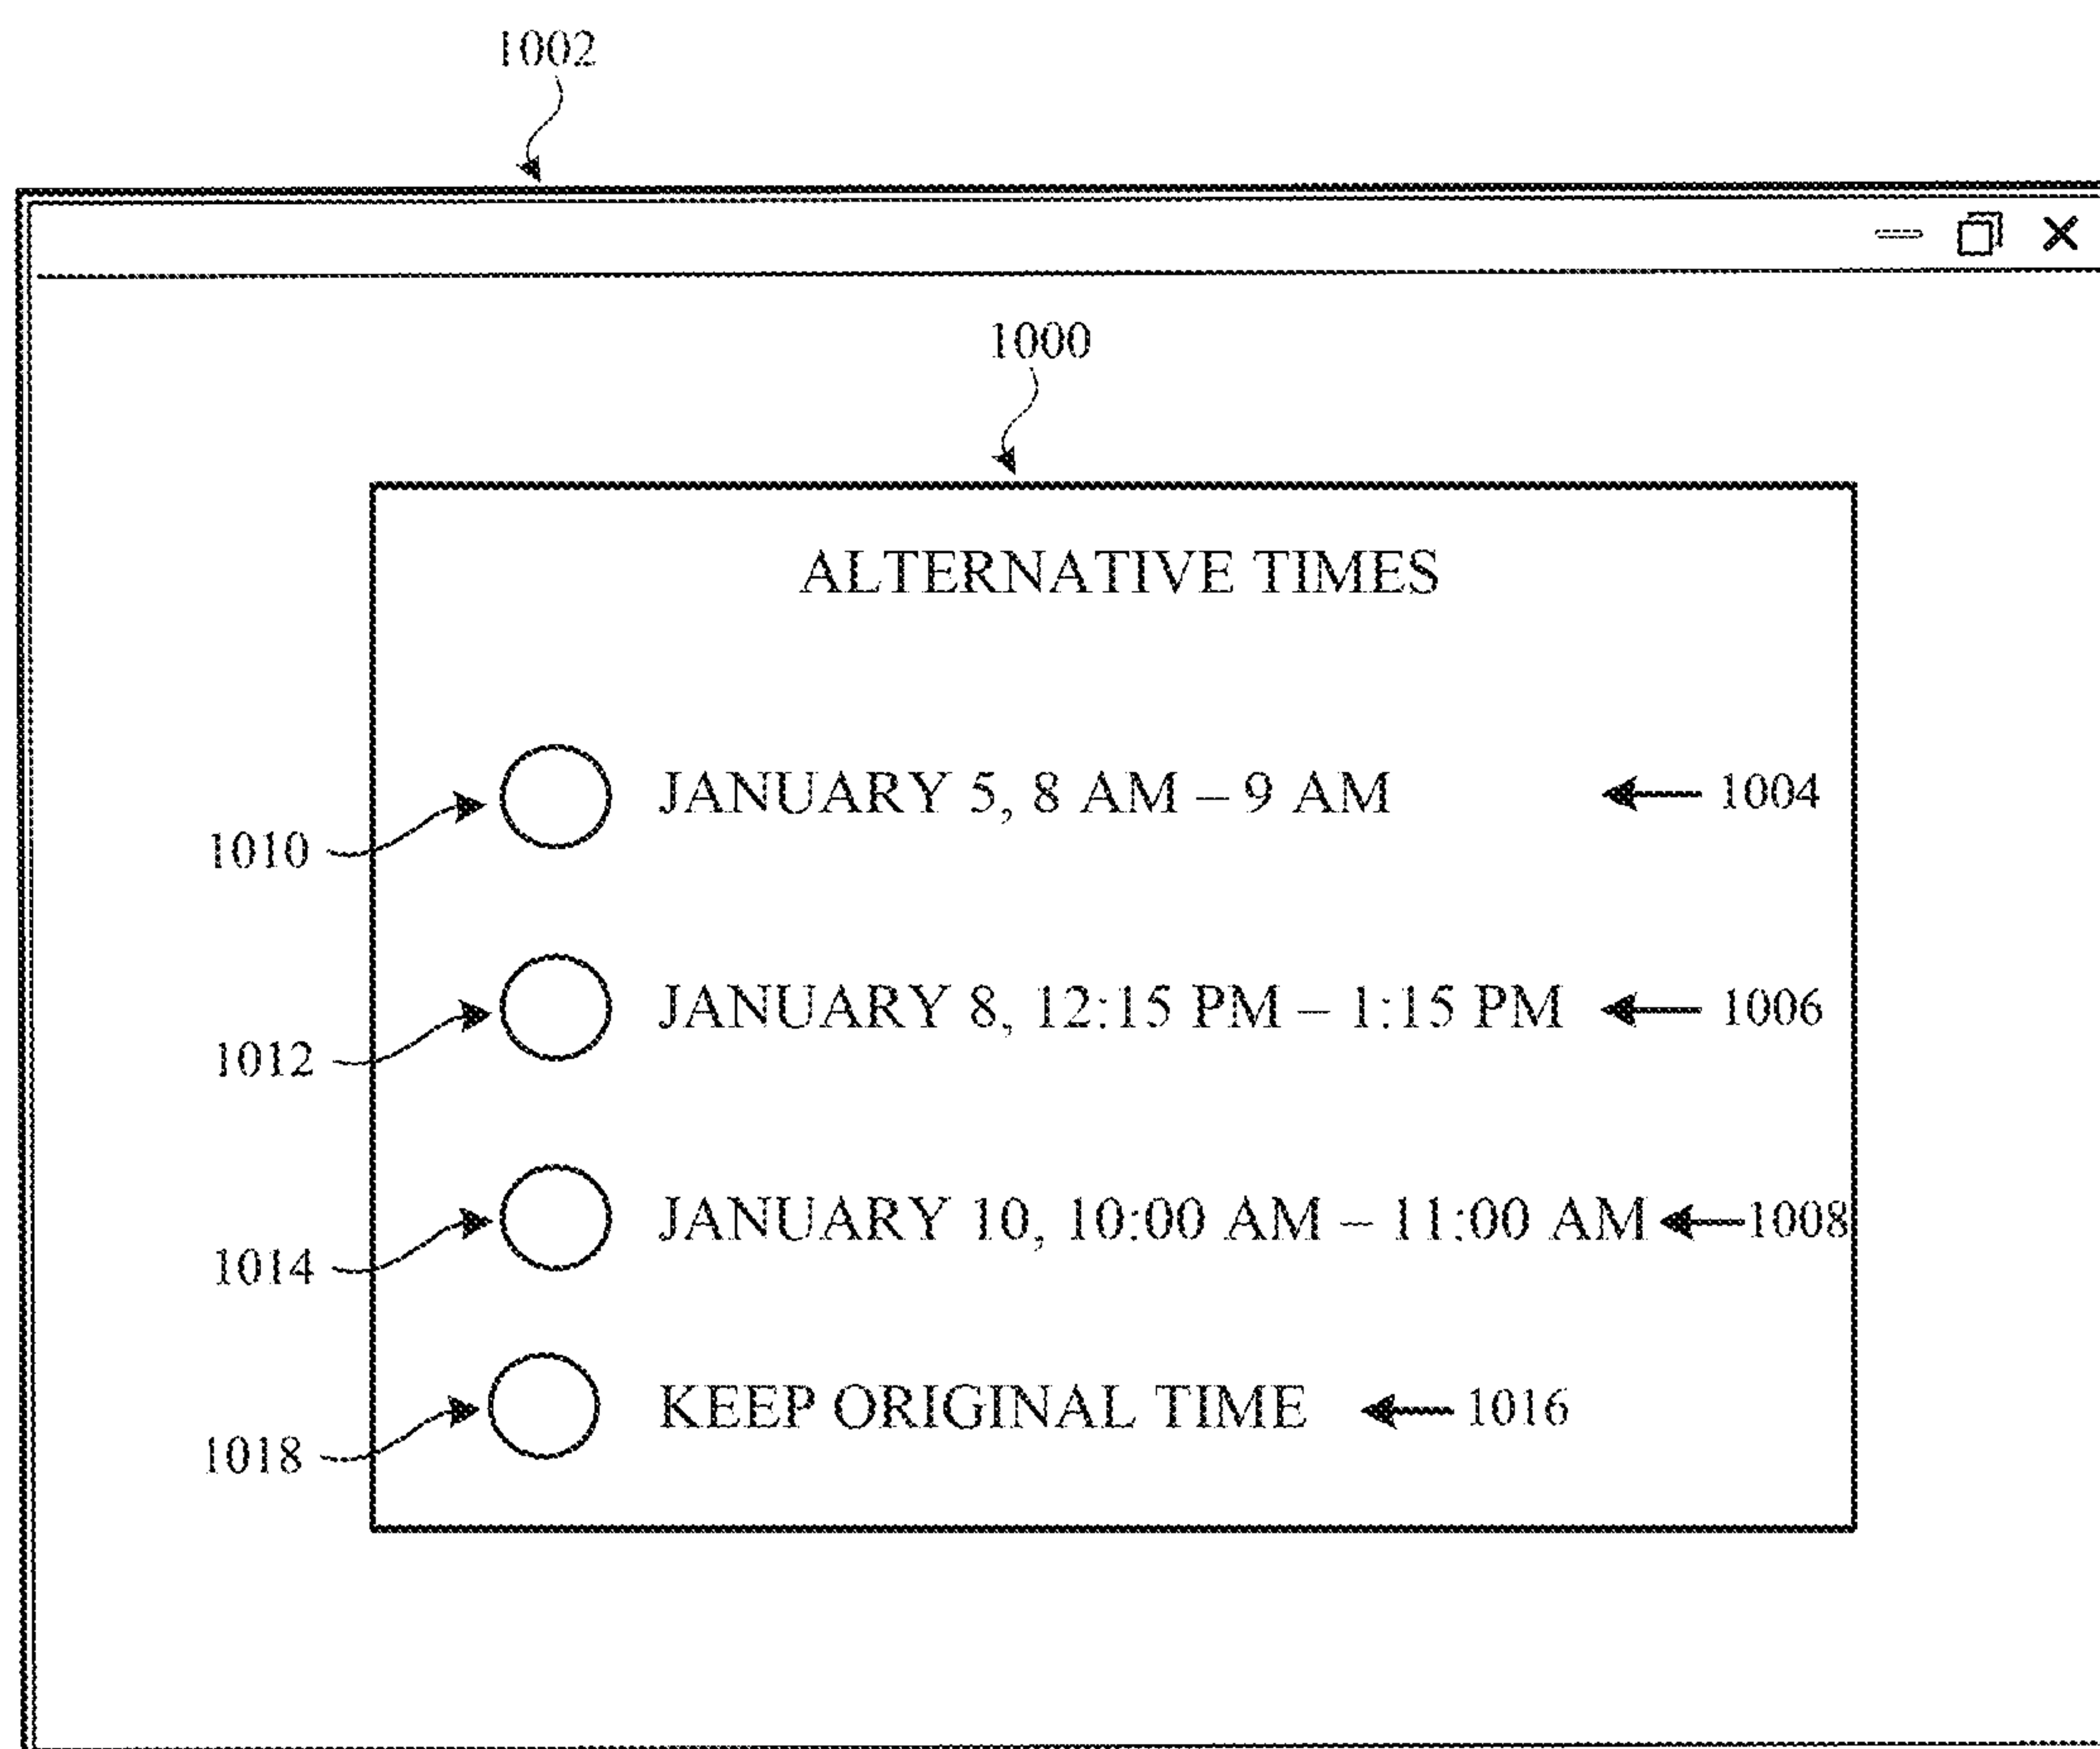 1002
1000
ALTERNATIVE TIMES
JANUARY 5, 8 AM – 9 AM
1004
1010
JANUARY 8, 12:15 PM – 1:15 PM
1006
1012
JANUARY 10, 10:00 AM – 11:00 AM
1008
1014
KEEP ORIGINAL TIME
1016
1018